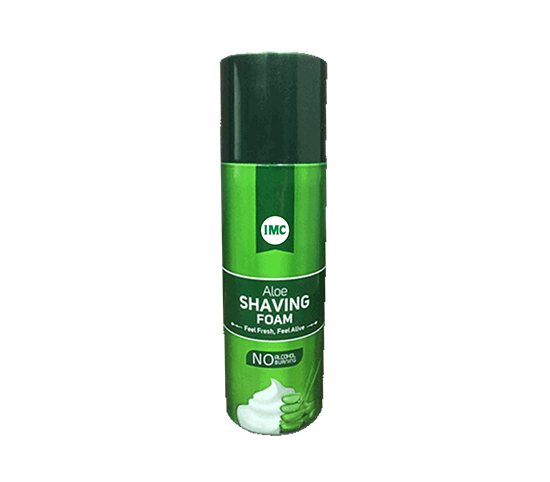 IMC
Aloe
SHAVING
FOAM
Feel Fresh, Feel Alive
NO ALCOHOL
BURNING